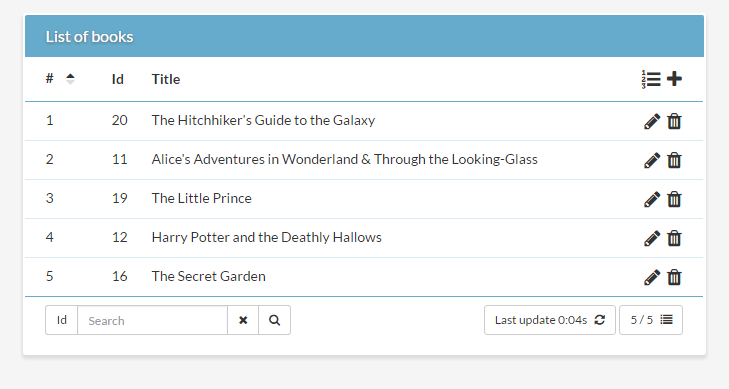 List of books
# Id Title
1 20 The Hitchhiker's Guide to the Galaxy
2 11 Alice's Adventures in Wonderland & Through the Looking-Glass
3 19 The Little Prince
4 12 Harry Potter and the Deathly Hallows
5 16 The Secret Garden
Id Search Last update 0:04s 5 / 5